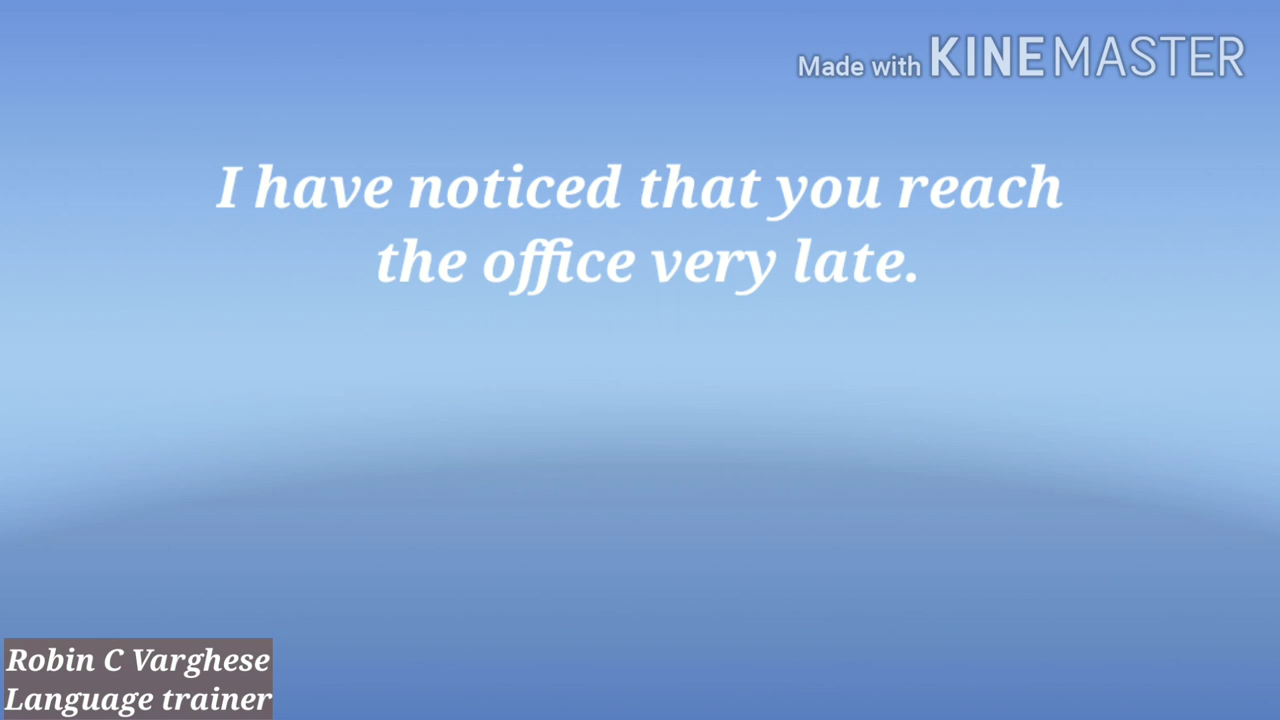 Made with KINEMASTER
I have noticed that you reach
the office very late.
Robin C Varghese
Language trainer